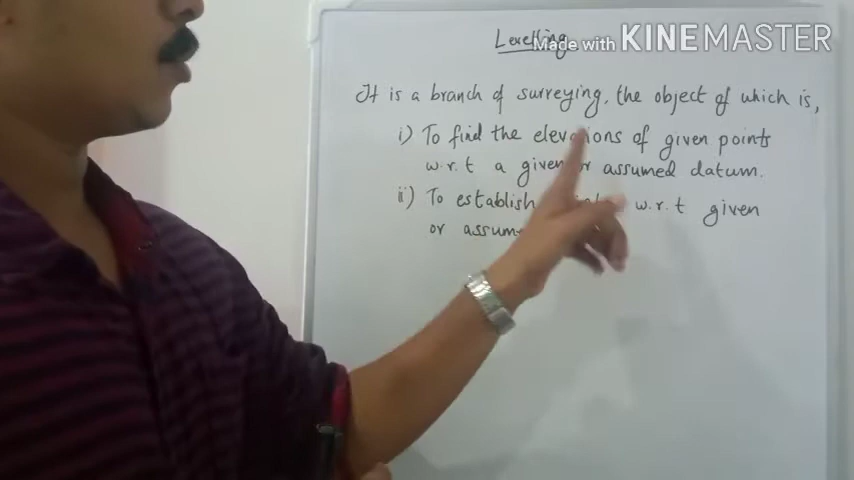 Levelling
Made with KINEMASTER
It is a branch of surveying, the object of which is,
i) To find the elevations of given points
w.r.t a given or assumed datum.
ii) To establish w.r.t given
or